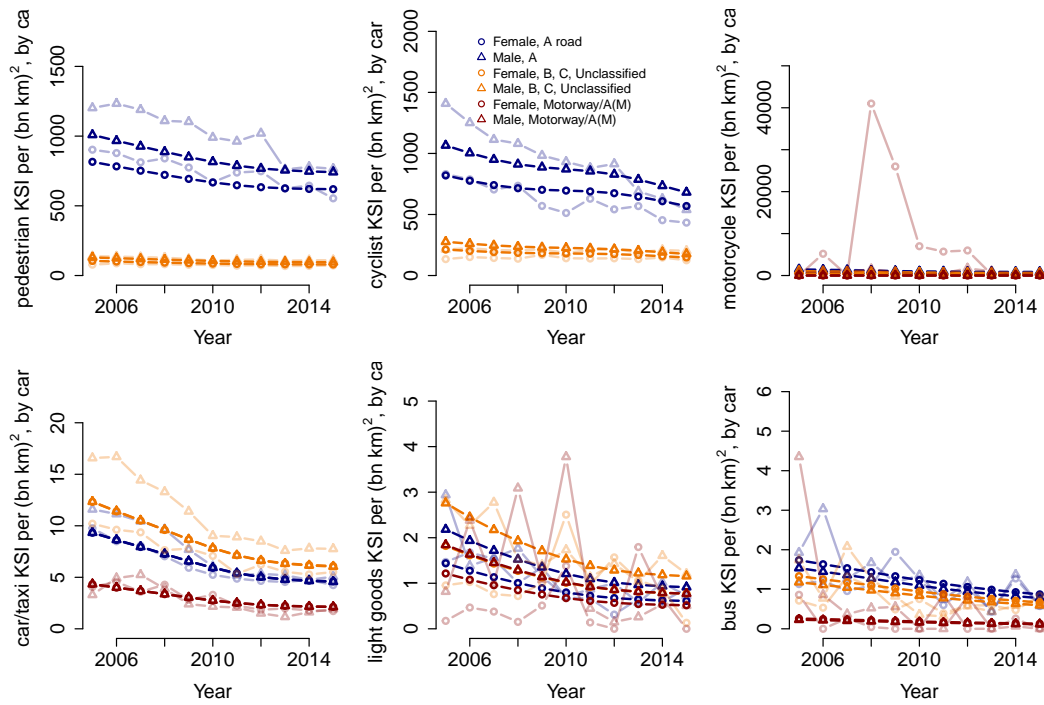 pedestrian KSI per (bn km)², by ca
0
500
1000
1500
2006
2010
2014
Year
cyclist KSI per (bn km)², by car
0
500
1000
1500
2000
Female, A road
Male, A
Female, B, C, Unclassified
Male, B, C, Unclassified
Female, Motorway/A(M)
Male, Motorway/A(M)
2006
2010
2014
Year
motorcycle KSI per (bn km)², by car
0
20000
40000
2006
2010
2014
Year
car/taxi KSI per (bn km)², by car
0
5
10
15
20
2006
2010
2014
Year
light goods KSI per (bn km)², by ca
0
1
2
3
4
5
2006
2010
2014
Year
bus KSI per (bn km)², by car
0
1
2
3
4
5
6
2006
2010
2014
Year